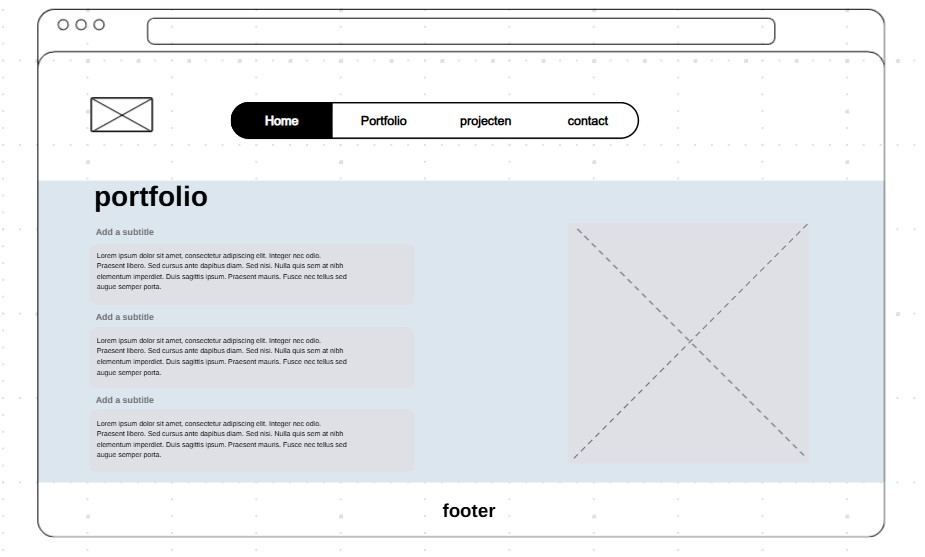 Home Portfolio projecten contact
portfolio
Add a subtitle
Lorem ipsum dolor sit amet, consectetur adipiscing elit. Integer nec odio.
Praesent libero. Sed cursus ante dapibus diam. Sed nisi. Nulla quis sem at nibh
elementum imperdiet. Duis sagittis ipsum. Praesent mauris. Fusce nec tellus sed
augue semper porta.
Add a subtitle
Lorem ipsum dolor sit amet, consectetur adipiscing elit. Integer nec odio.
Praesent libero. Sed cursus ante dapibus diam. Sed nisi. Nulla quis sem at nibh
elementum imperdiet. Duis sagittis ipsum. Praesent mauris. Fusce nec tellus sed
augue semper porta.
Add a subtitle
Lorem ipsum dolor sit amet, consectetur adipiscing elit. Integer nec odio.
Praesent libero. Sed cursus ante dapibus diam. Sed nisi. Nulla quis sem at nibh
elementum imperdiet. Duis sagittis ipsum. Praesent mauris. Fusce nec tellus sed
augue semper porta.
footer